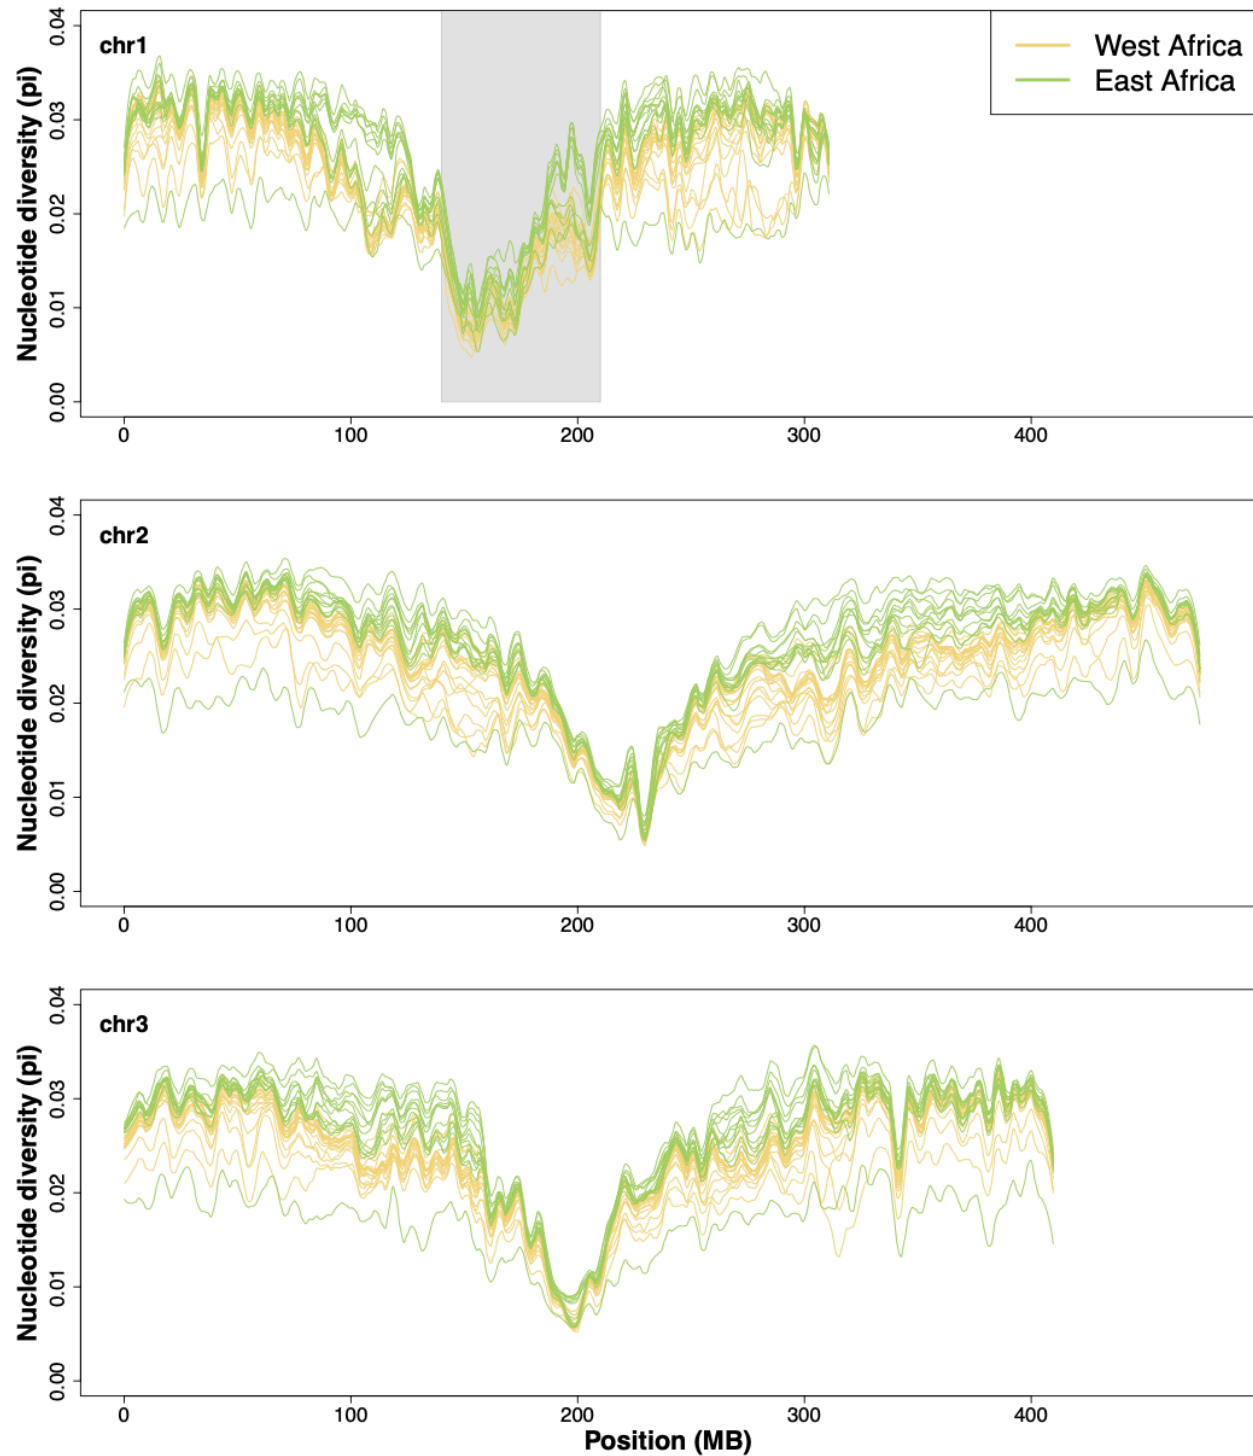 chr1
West Africa
East Africa
Nucleotide diversity (pi)
0.00 0.01 0.02 0.03 0.04
0 100 200 300 400
chr2
Nucleotide diversity (pi)
0.00 0.01 0.02 0.03 0.04
0 100 200 300 400
chr3
Nucleotide diversity (pi)
0.00 0.01 0.02 0.03 0.04
0 100 200 300 400
Position (MB)